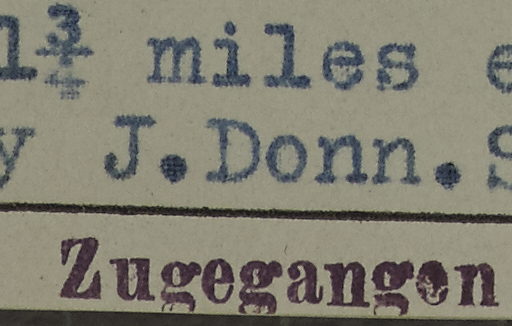 1¾ miles e
y J.Donn.S
Zugegangen